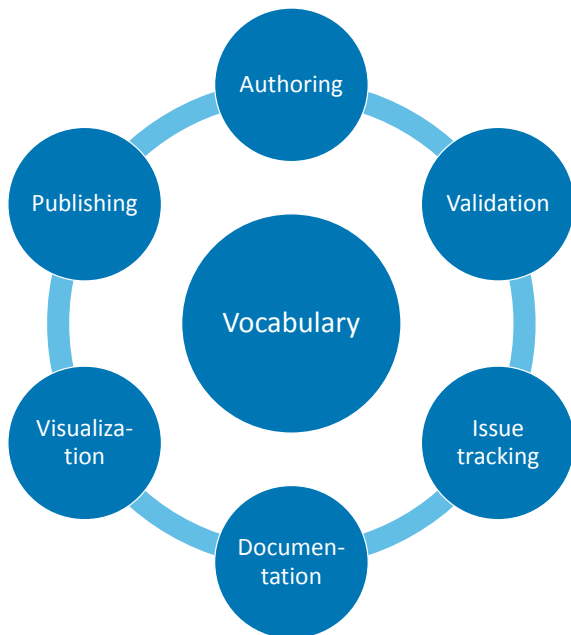 Authoring
Validation
Issue
tracking
Documen-
tation
Visualiza-
tion
Publishing
Vocabulary